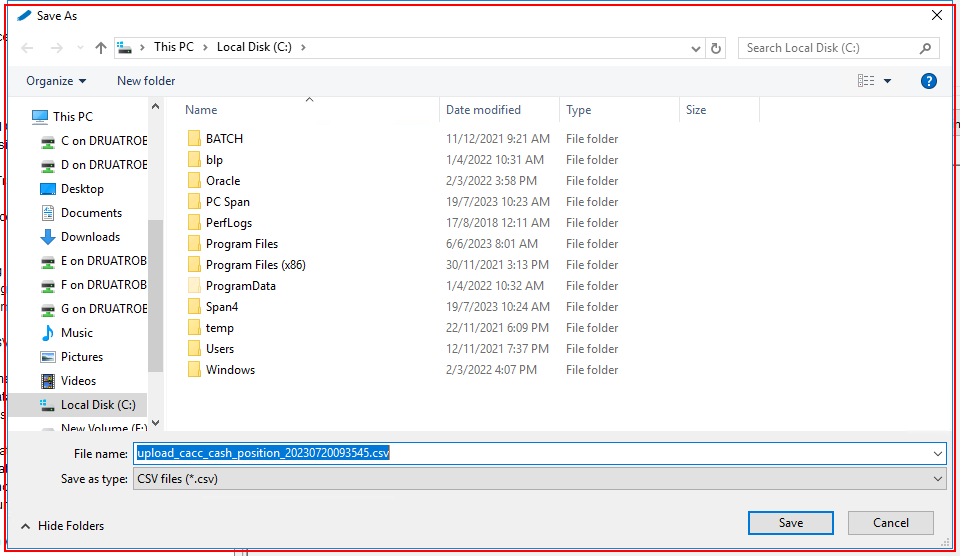 Save As
This PC > Local Disk (C:) >
Search Local Disk (C:)
Organize
New folder
Name Date modified Type Size
This PC
C on DRUATROB
D on DRUATROB
Desktop
Documents
Downloads
E on DRUATROB
F on DRUATROB
G on DRUATROB
Music
Pictures
Videos
Local Disk (C:)
New Volume (E:)
BATCH 11/12/2021 9:21 AM File folder
blp 1/4/2022 10:31 AM File folder
Oracle 2/3/2022 3:58 PM File folder
PC Span 19/7/2023 10:23 AM File folder
PerfLogs 17/8/2018 12:11 AM File folder
Program Files 6/6/2023 8:01 AM File folder
Program Files (x86) 30/11/2021 3:13 PM File folder
ProgramData 1/4/2022 10:32 AM File folder
Span4 19/7/2023 10:24 AM File folder
temp 22/11/2021 6:09 PM File folder
Users 12/11/2021 7:37 PM File folder
Windows 2/3/2022 4:07 PM File folder
File name: upload_cacc_cash_position_20230720093545.csv
Save as type: CSV files (*.csv)
Hide Folders
Save
Cancel